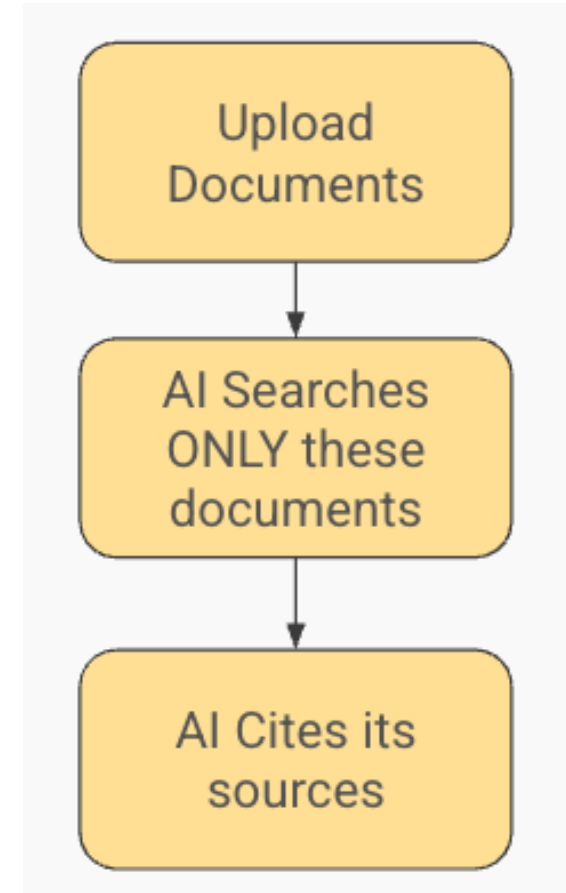 Upload
Documents
AI Searches
ONLY these
documents
AI Cites its
sources